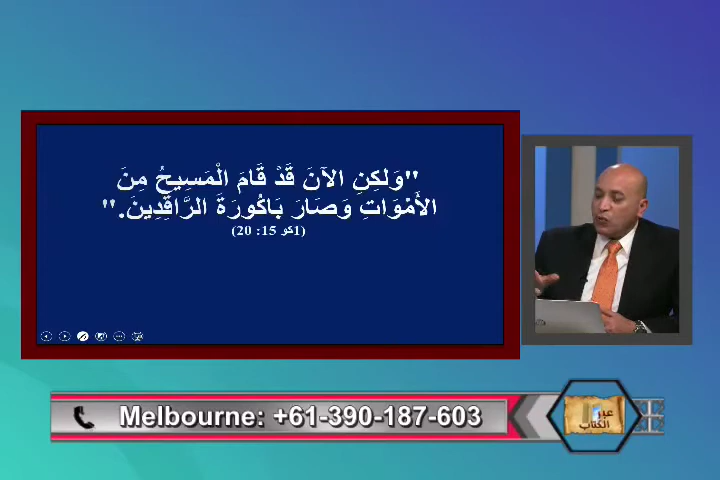 "وَلكِنِ الآنَ قَدْ قَامَ الْمَسِيحُ مِنَ
الأَمْوَاتِ وَصَارَ بَاكُورَةَ الرَّاقِدِينَ."
(1كو 15: 20)
Melbourne: +61-390-187-603
عبر
الكتاب